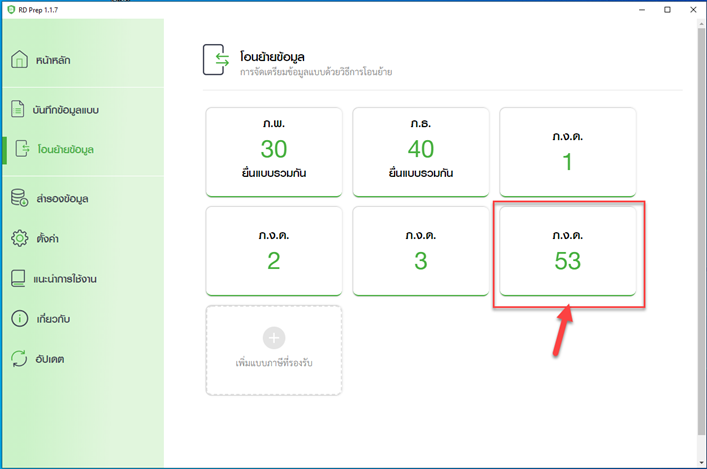 RD Prep 1.1.7
หน้าหลัก
บันทึกข้อมูลแบบ
โอนย้ายข้อมูล
สำรองข้อมูล
ตั้งค่า
แนะนำการใช้งาน
เกี่ยวกับ
อัปเดต
โอนย้ายข้อมูล
การจัดเตรียมข้อมูลแบบด้วยวิธีการโอนย้าย
ภ.พ.
30
ยื่นแบบรวมกัน
ภ.ธ.
40
ยื่นแบบรวมกัน
ภ.ง.ด.
1
ภ.ง.ด.
2
ภ.ง.ด.
3
ภ.ง.ด.
53
เพิ่มแบบภาษีที่รองรับ